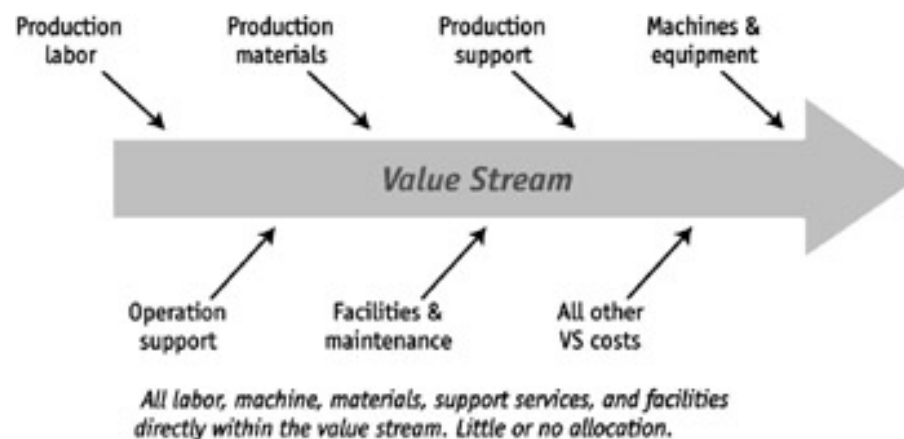 Production
labor
Production
materials
Production
support
Machines &
equipment
Value Stream
Operation
support
Facilities &
maintenance
All other
VS costs
All labor, machine, materials, support services, and facilities
directly within the value stream. Little or no allocation.